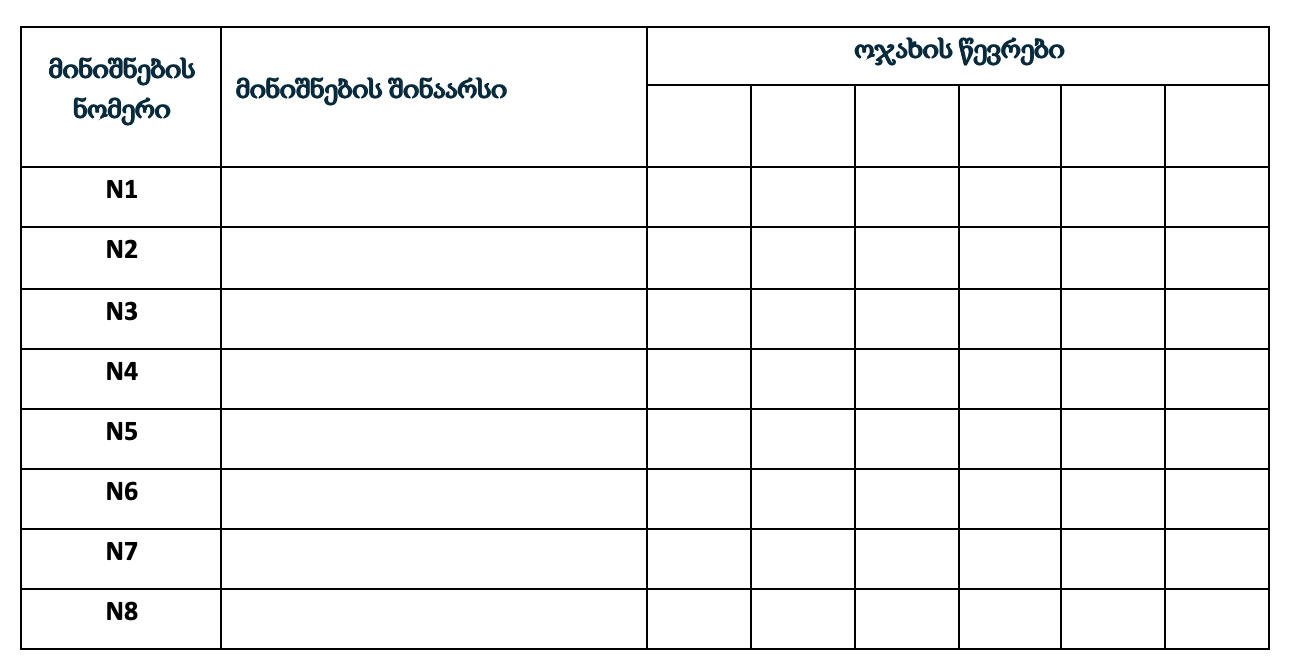 მინიშნების
ნომერი
მინიშნების შინაარსი
ოჯახის წევრები
N1
N2
N3
N4
N5
N6
N7
N8